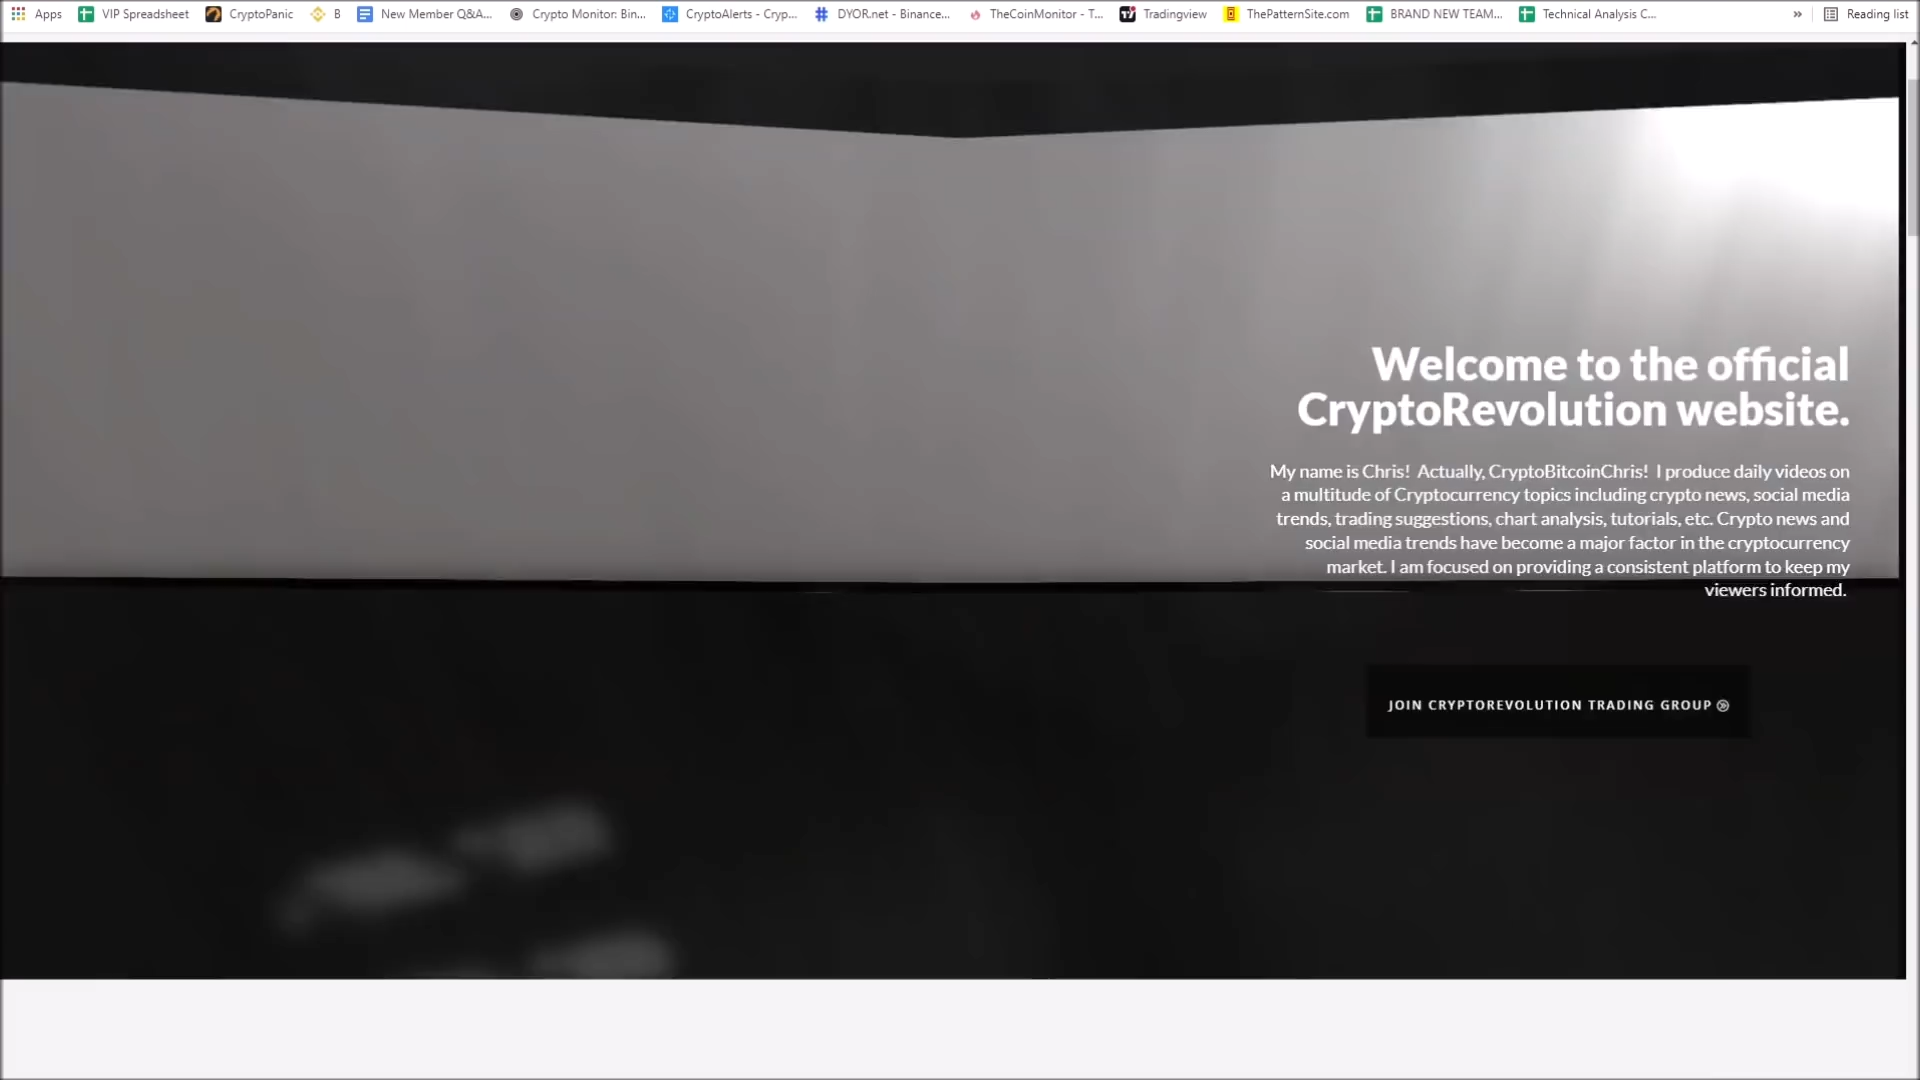 Apps VIP Spreadsheet CryptoPanic B New Member Q&A... Crypto Monitor: Bin... CryptoAlerts - Cryp... DYOR.net - Binance... TheCoinMonitor - T... Tradingview ThePatternSite.com BRAND NEW TEAM... Technical Analysis C... » Reading list
Welcome to the official
CryptoRevolution website.
My name is Chris! Actually, CryptoBitcoinChris! I produce daily videos on
a multitude of Cryptocurrency topics including crypto news, social media
trends, trading suggestions, chart analysis, tutorials, etc. Crypto news and
social media trends have become a major factor in the cryptocurrency
market. I am focused on providing a consistent platform to keep my
viewers informed.
JOIN CRYPTOREVOLUTION TRADING GROUP